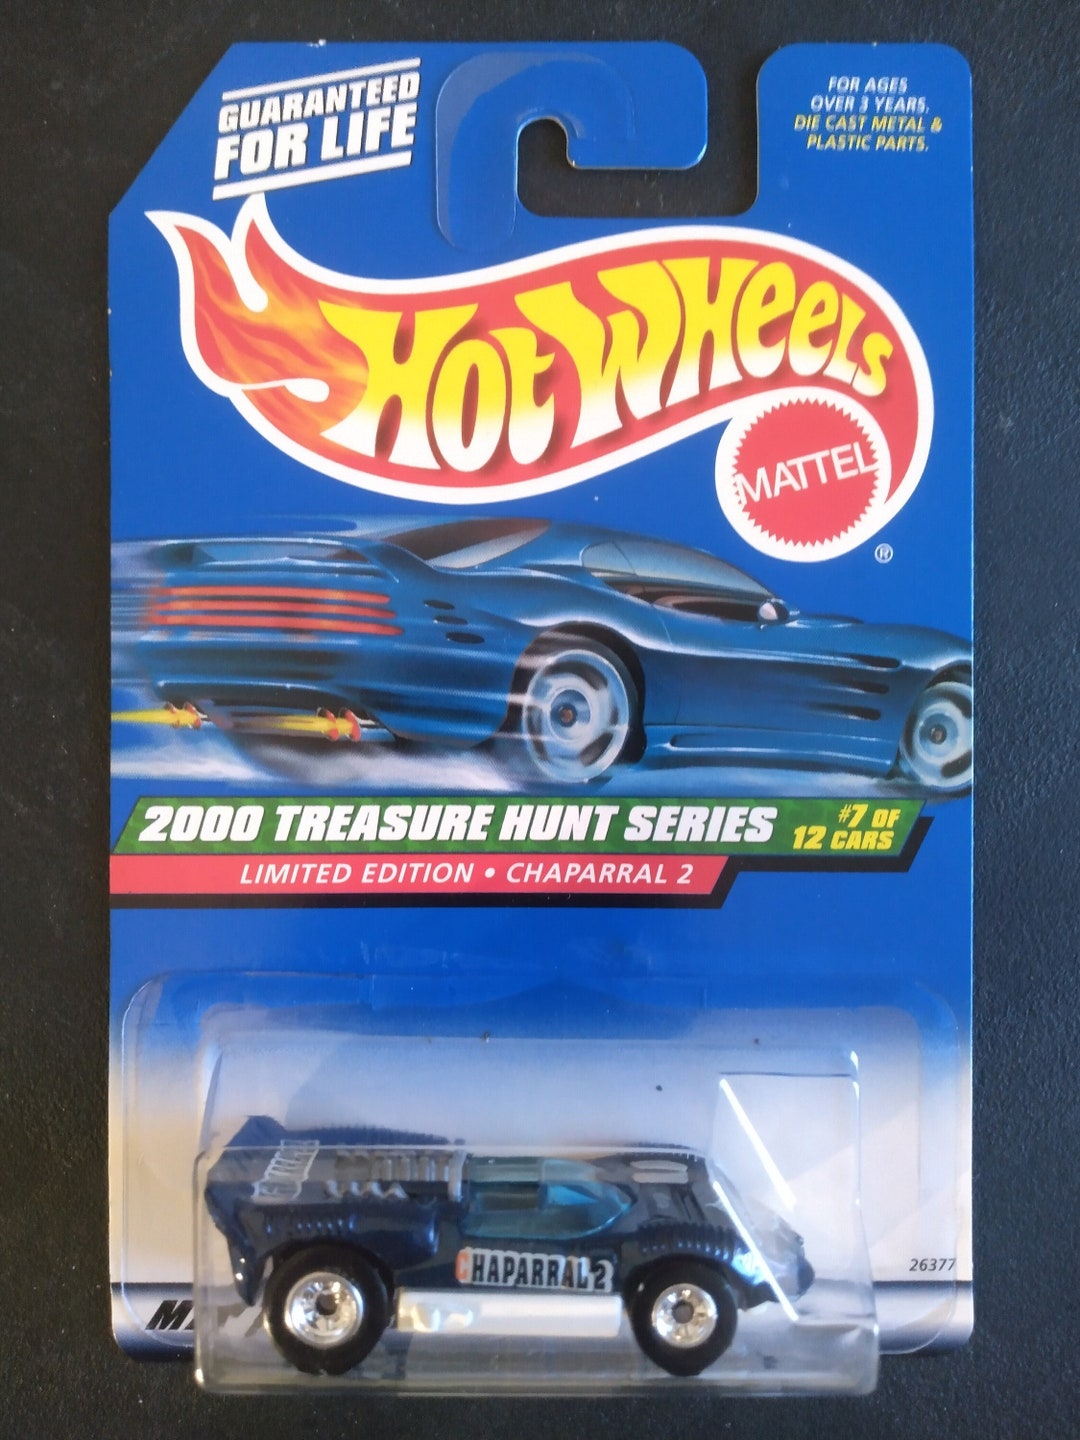 GUARANTEED
FOR LIFE
FOR AGES
OVER 3 YEARS.
DIE CAST METAL &
PLASTIC PARTS.
HOT WHEELS
MATTEL
®
2000 TREASURE HUNT SERIES
#7 OF
12 CARS
LIMITED EDITION • CHAPARRAL 2
CHAPARRAL 2
26377